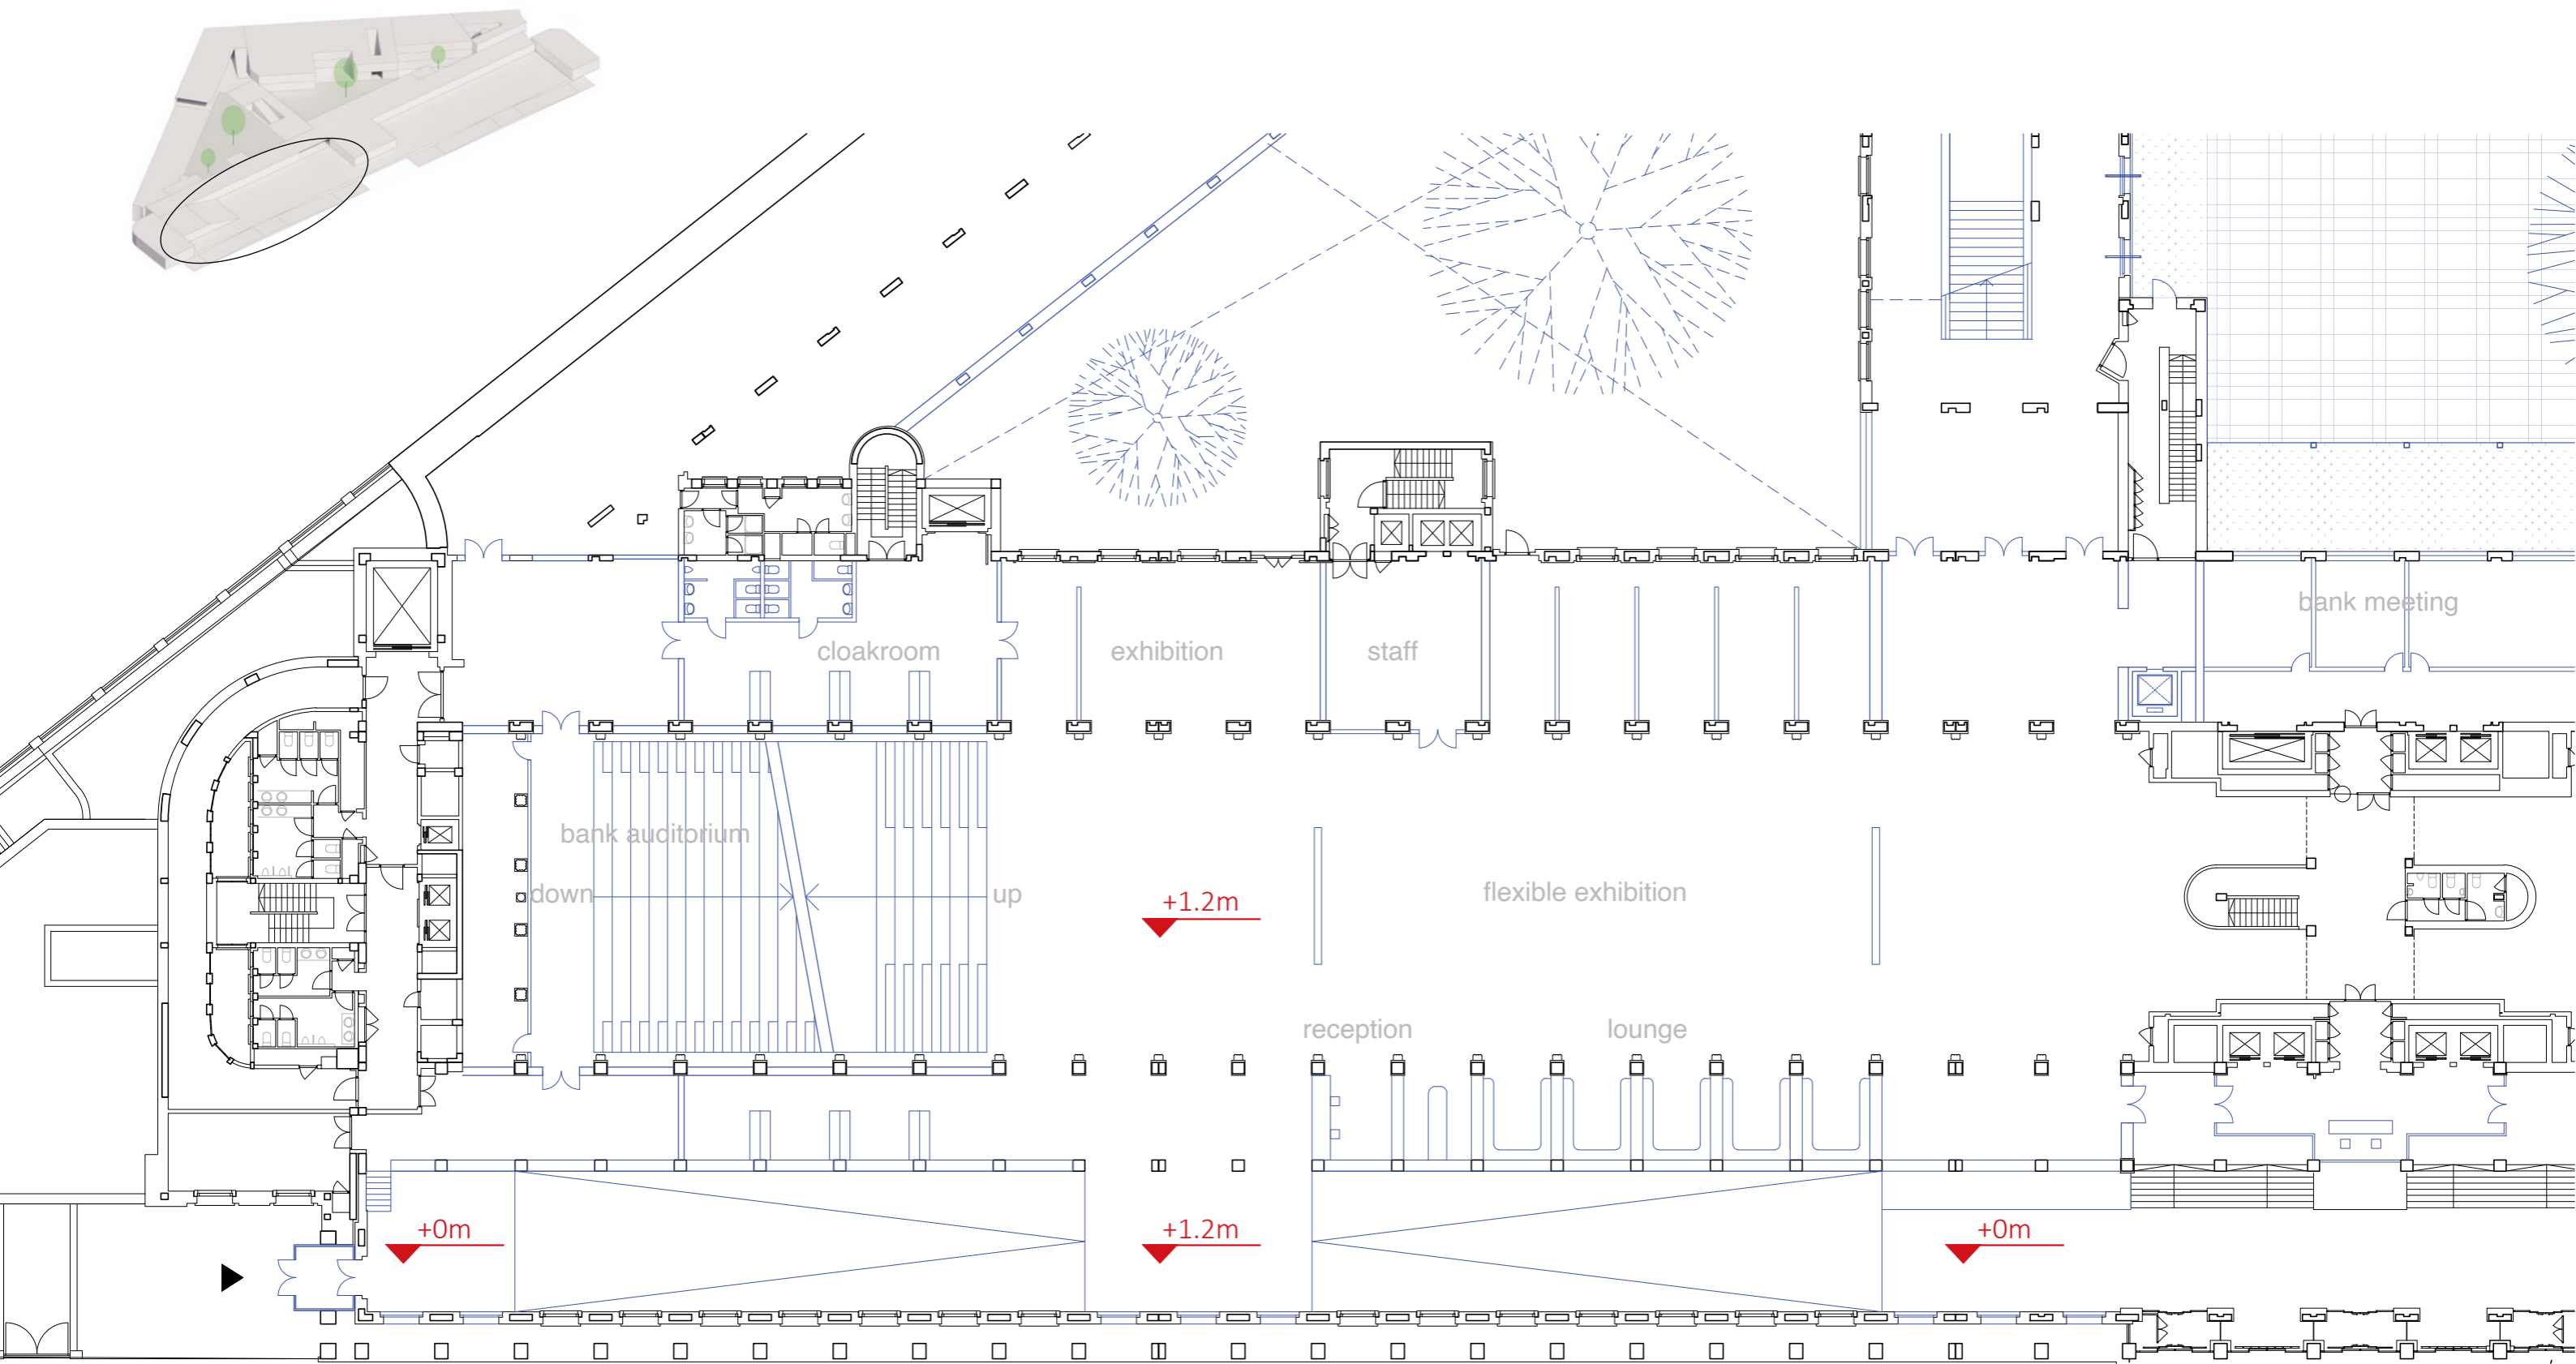 bank meeting
cloakroom
exhibition
staff
bank auditorium
down
up
+1.2m
flexible exhibition
reception
lounge
+0m
+1.2m
+0m